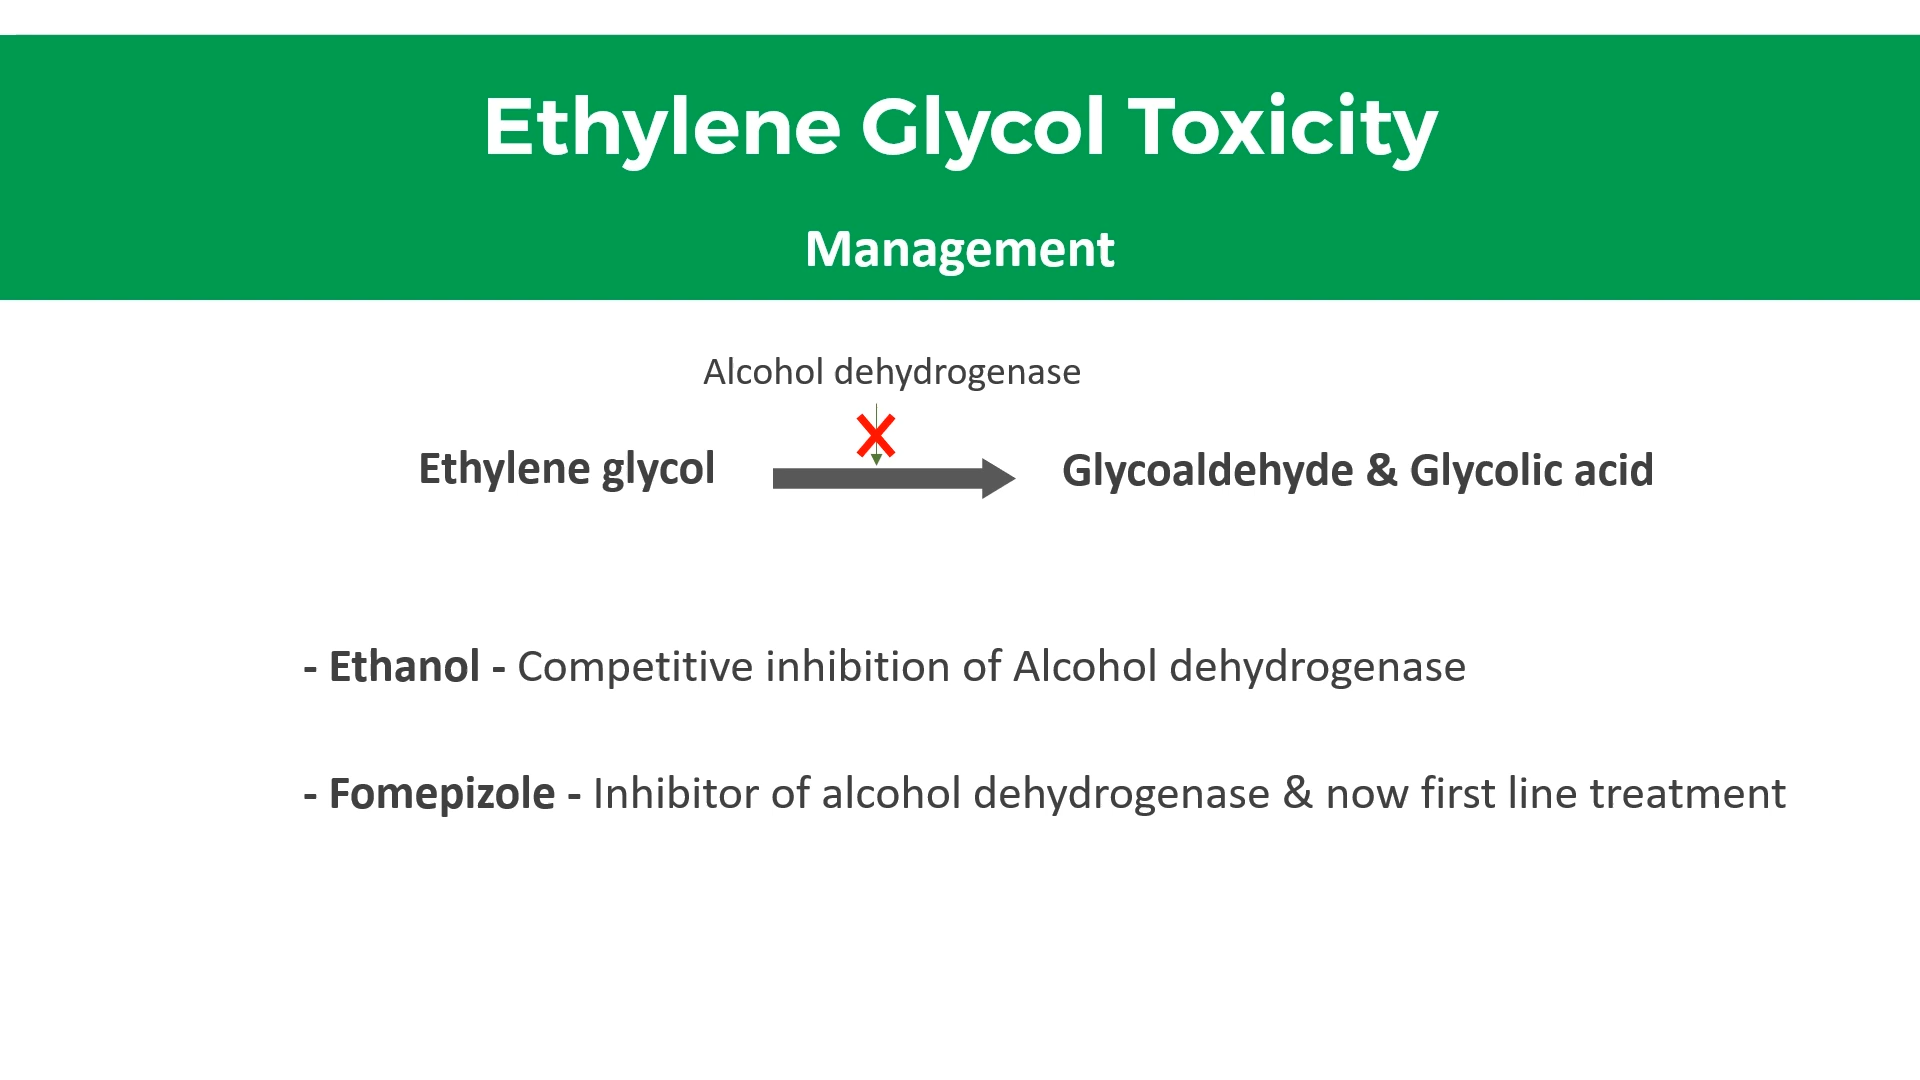 Ethylene Glycol Toxicity
Management
Alcohol dehydrogenase
Ethylene glycol
Glycoaldehyde & Glycolic acid
- Ethanol - Competitive inhibition of Alcohol dehydrogenase
- Fomepizole - Inhibitor of alcohol dehydrogenase & now first line treatment